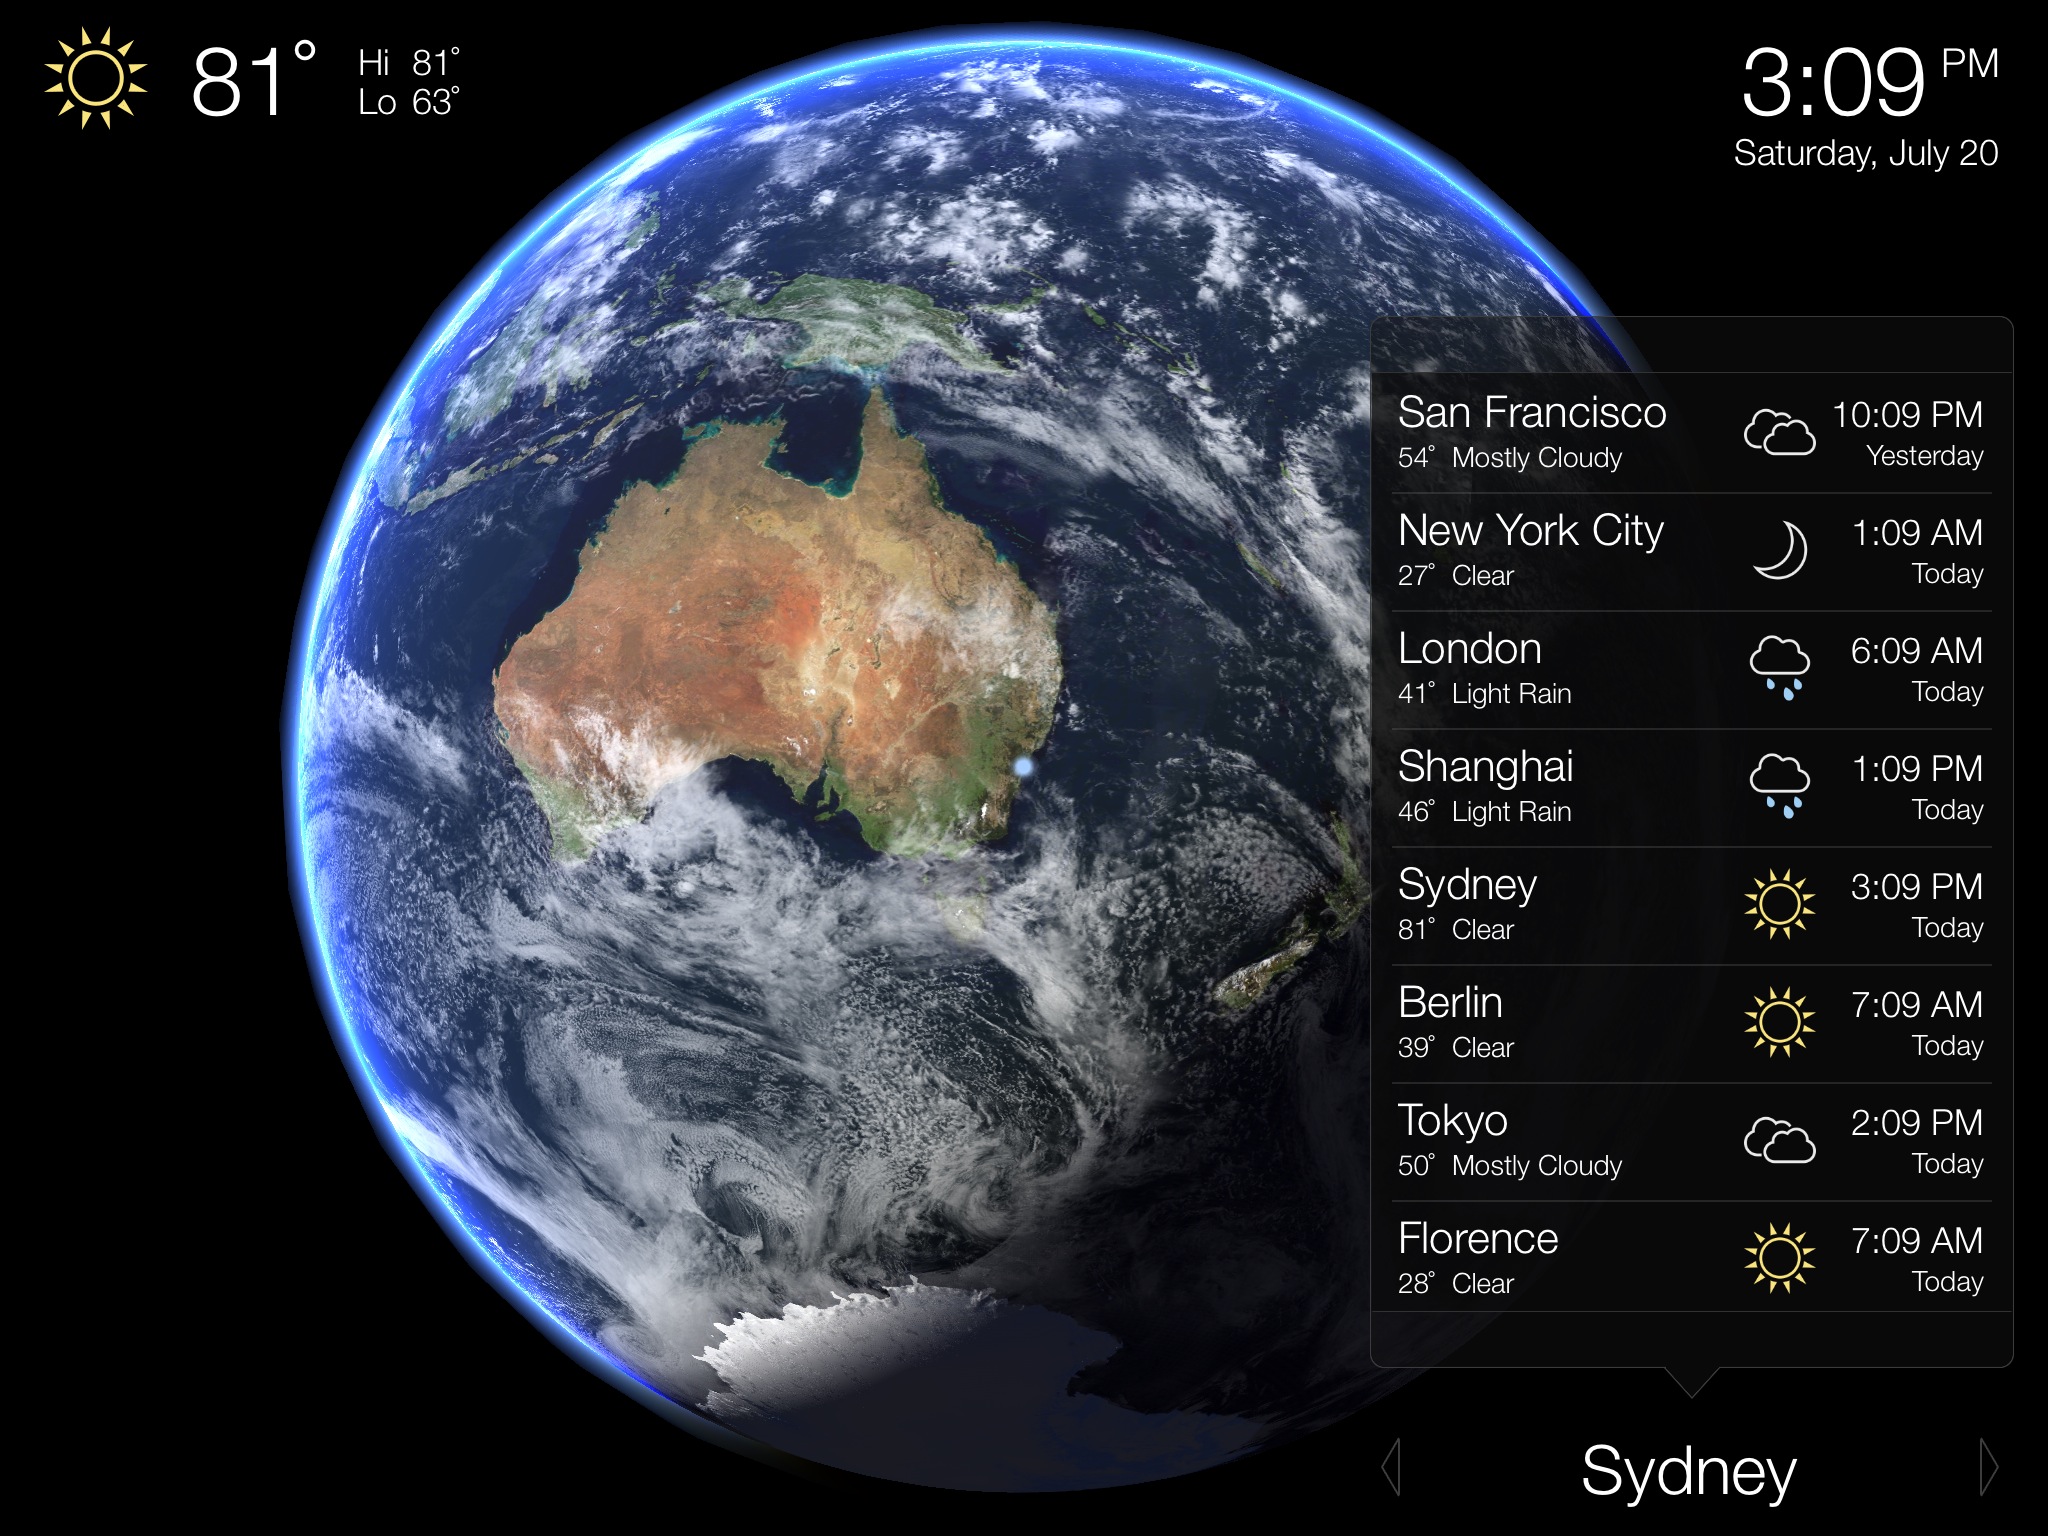 81°
Hi 81°
Lo 63°
3:09 PM
Saturday, July 20
San Francisco
54° Mostly Cloudy
10:09 PM
Yesterday
New York City
27° Clear
1:09 AM
Today
London
41° Light Rain
6:09 AM
Today
Shanghai
46° Light Rain
1:09 PM
Today
Sydney
81° Clear
3:09 PM
Today
Berlin
39° Clear
7:09 AM
Today
Tokyo
50° Mostly Cloudy
2:09 PM
Today
Florence
28° Clear
7:09 AM
Today
Sydney